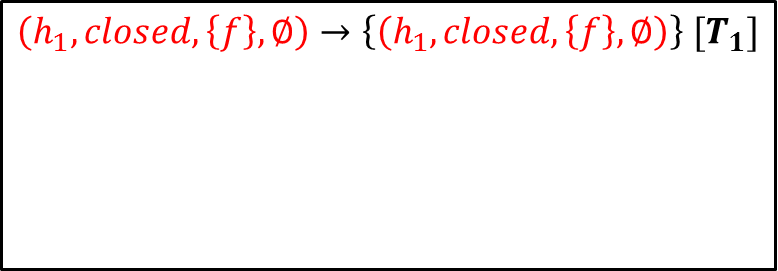 (h₁, closed, {f}, ∅) → {(h₁, closed, {f}, ∅)} [T₁]